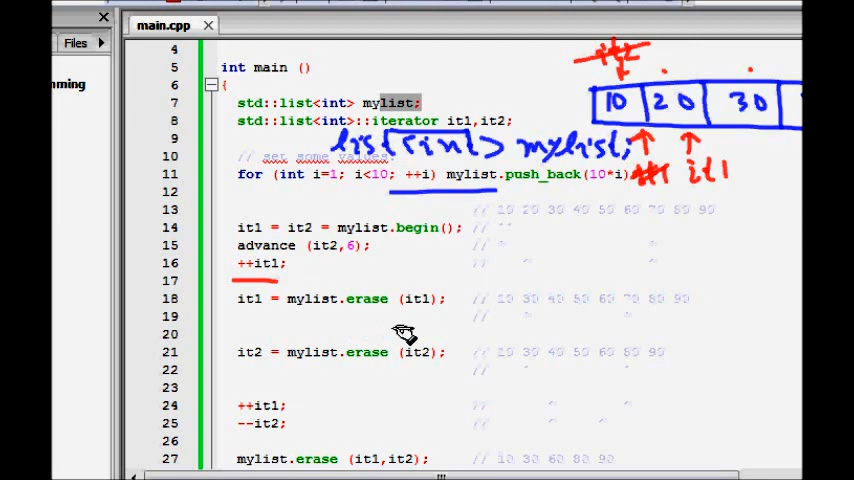 main.cpp
Files
mming
4
5 int main ()
6 {
7 std::list<int> mylist;
8 std::list<int>::iterator it1,it2;
9
list<int> mylist;
10 // set some values:
11 for (int i=1; i<10; ++i) mylist.push_back(10*i)
12
13 // 10 20 30 40 50 60 70 80 90
14 it1 = it2 = mylist.begin(); // ^^
15 advance (it2,6); // ^ ^
16 ++it1; // ^ ^
17
18 it1 = mylist.erase (it1); // 10 30 40 50 60 70 80 90
19 // ^ ^
20
21 it2 = mylist.erase (it2); // 10 30 40 50 60 80 90
22 // ^ ^
23
24 ++it1; // ^ ^
25 --it2; // ^ ^
26
27 mylist.erase (it1,it2); // 10 30 60 80 90
10 20 30
it1